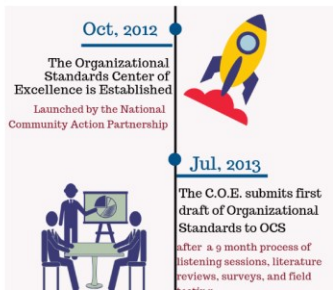 Oct, 2012
The Organizational
Standards Center of
Excellence is Established
Launched by the National
Community Action Partnership
Jul, 2013
The C.O.E. submits first
draft of Organizational
Standards to OCS
after a 9 month process of
listening sessions, literature
reviews, surveys, and field